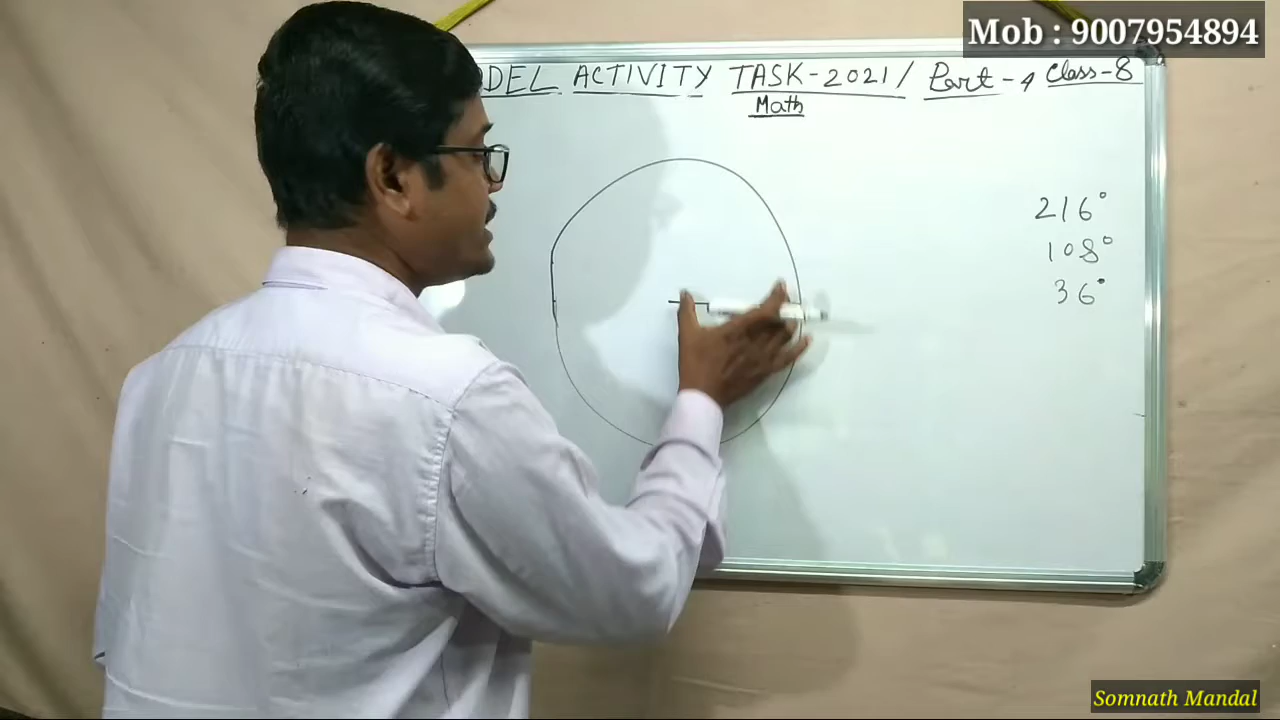 Mob : 9007954894
DEL ACTIVITY TASK-2021/ Part-4 Class-8
Math
216°
108°
36°
Somnath Mandal